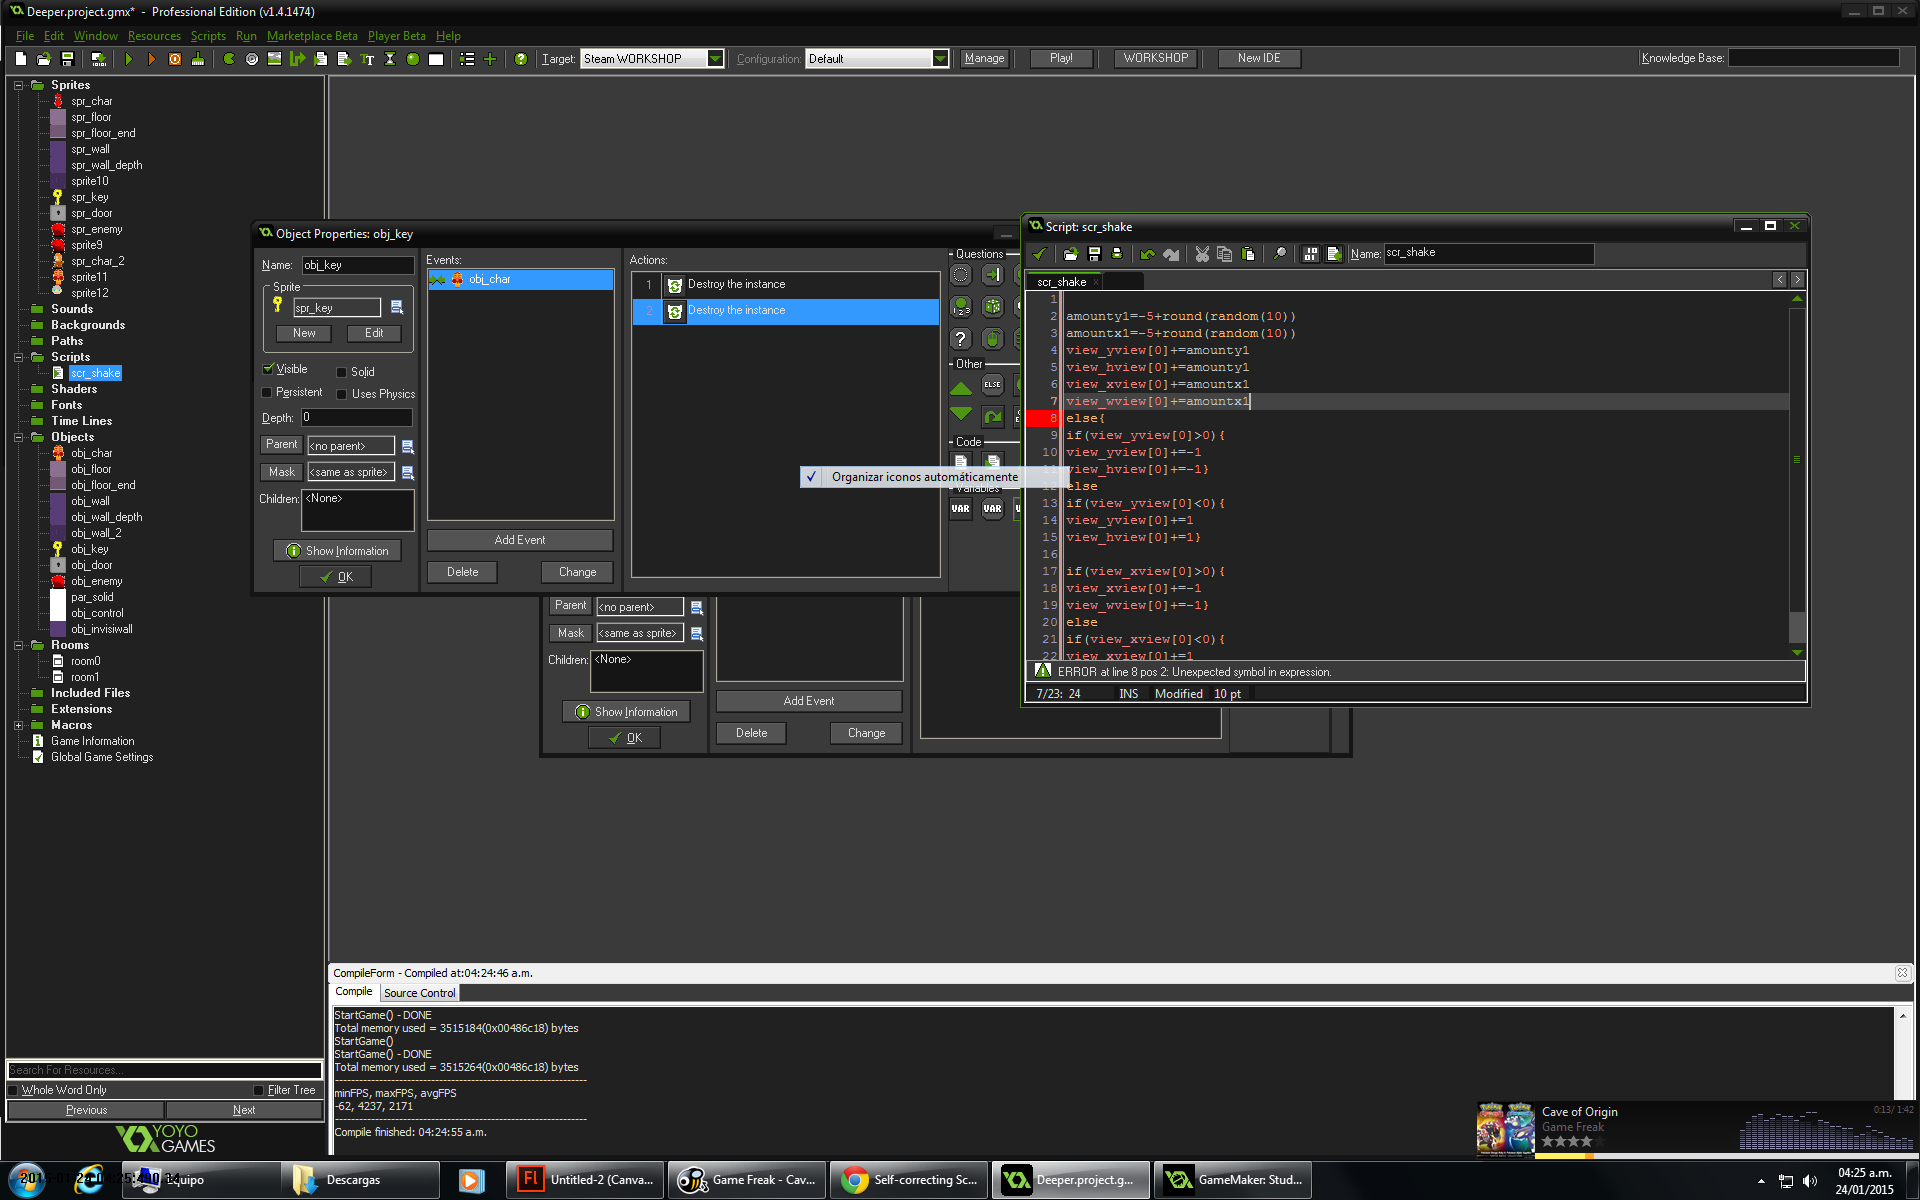 Deeper.project.gmx* - Professional Edition (v1.4.1474)
File Edit Window Resources Scripts Run Marketplace Beta Player Beta Help
Target: Steam WORKSHOP Configuration: Default Manage Play! WORKSHOP New IDE Knowledge Base:
Sprites
spr_char
spr_floor
spr_floor_end
spr_wall
spr_wall_depth
sprite10
spr_key
spr_door
spr_enemy
sprite9
spr_char_2
sprite11
sprite12
Sounds
Backgrounds
Paths
Scripts
scr_shake
Shaders
Fonts
Time Lines
Objects
obj_char
obj_floor
obj_floor_end
obj_wall
obj_wall_depth
obj_wall_2
obj_key
obj_door
obj_enemy
par_solid
obj_control
obj_invisiwall
Rooms
room0
room1
Included Files
Extensions
Macros
Game Information
Global Game Settings
Search For Resources...
Whole Word Only Filter Tree
Previous Next
YOYO
GAMES
Object Properties: obj_key
Name: obj_key
Sprite
spr_key
New Edit
Visible Solid
Persistent Uses Physics
Depth: 0
Parent <no parent>
Mask <same as sprite>
Children: <None>
Show Information
OK
Events:
obj_char
Add Event
Delete Change
Actions:
1 Destroy the instance
2 Destroy the instance
Questions
Other
ELSE
Code
Variables
VAR VAR
Organizar iconos automáticamente
Parent <no parent>
Mask <same as sprite>
Children: <None>
Show Information
OK
Add Event
Delete Change
Script: scr_shake
Name: scr_shake
scr_shake x
1
2 amounty1=-5+round(random(10))
3 amountx1=-5+round(random(10))
4 view_yview[0]+=amounty1
5 view_hview[0]+=amounty1
6 view_xview[0]+=amountx1
7 view_wview[0]+=amountx1
8 else{
9 if(view_yview[0]>0){
10 view_yview[0]+=-1
view_hview[0]+=-1}
else
13 if(view_yview[0]<0){
14 view_yview[0]+=1
15 view_hview[0]+=1}
16
17 if(view_xview[0]>0){
18 view_xview[0]+=-1
19 view_wview[0]+=-1}
20 else
21 if(view_xview[0]<0){
22 view_xview[0]+=1
ERROR at line 8 pos 2: Unexpected symbol in expression.
7/23: 24 INS Modified 10 pt
CompileForm - Compiled at:04:24:46 a.m.
Compile Source Control
StartGame() - DONE
Total memory used = 3515184(0x00486c18) bytes
StartGame()
StartGame() - DONE
Total memory used = 3515264(0x00486c18) bytes
minFPS, maxFPS, avgFPS
-62, 4237, 2171
Compile finished: 04:24:55 a.m.
Cave of Origin
Game Freak
0:13/ 1:42
Equipo
Descargas
Untitled-2 (Canva...
Game Freak - Cav...
Self-correcting Sc...
Deeper.project.g...
GameMaker: Stud...
04:25 a.m.
24/01/2015